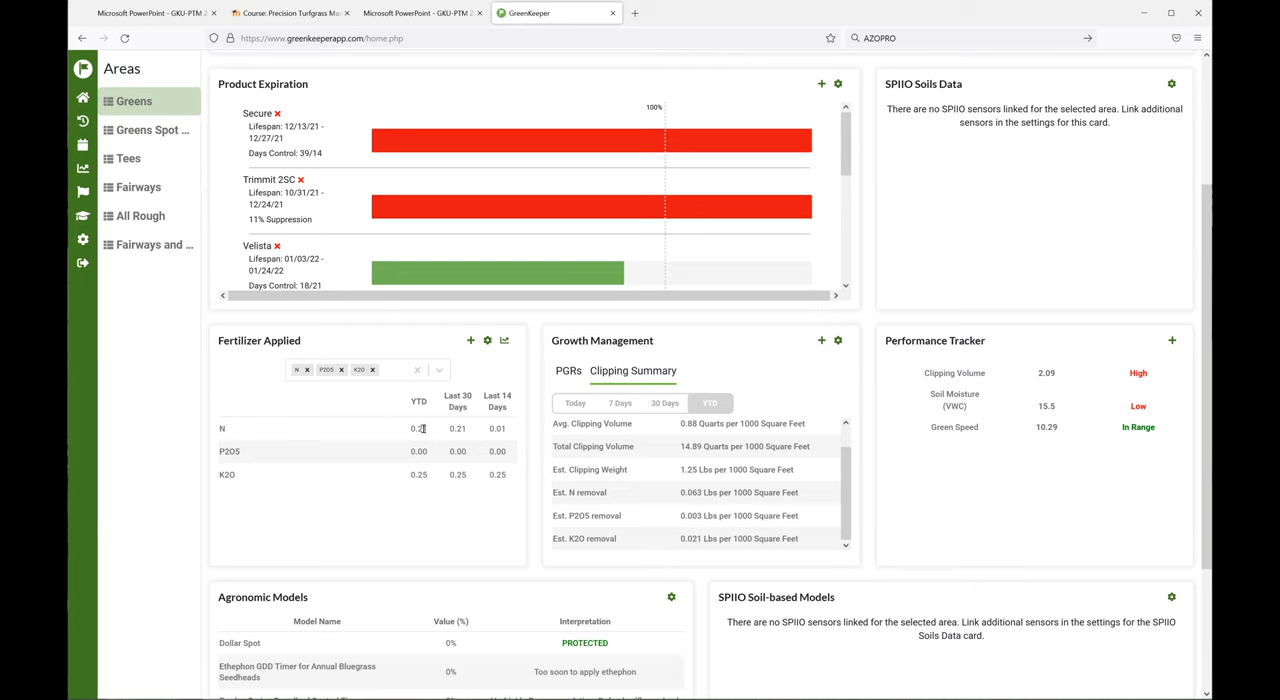 Microsoft PowerPoint - GKU-PTM 2
Course: Precision Turfgrass Mar
Microsoft PowerPoint - GKU-PTM 2
GreenKeeper
https://www.greenkeeperapp.com/home.php
AZOPRO
Areas
Greens
Greens Spot ...
Tees
Fairways
All Rough
Fairways and ...
Product Expiration
100%
Secure
Lifespan: 12/13/21 -
12/27/21
Days Control: 39/14
Trimmit 2SC
Lifespan: 10/31/21 -
12/24/21
11% Suppression
Velista
Lifespan: 01/03/22 -
01/24/22
Days Control: 18/21
SPIIO Soils Data
There are no SPIIO sensors linked for the selected area. Link additional
sensors in the settings for this card.
Fertilizer Applied
N P2O5 K2O
YTD Last 30 Days Last 14 Days
N 0.21 0.01
P2O5 0.00 0.00 0.00
K2O 0.25 0.25 0.25
Growth Management
PGRs Clipping Summary
Today 7 Days 30 Days YTD
Avg. Clipping Volume 0.88 Quarts per 1000 Square Feet
Total Clipping Volume 14.89 Quarts per 1000 Square Feet
Est. Clipping Weight 1.25 Lbs per 1000 Square Feet
Est. N removal 0.063 Lbs per 1000 Square Feet
Est. P2O5 removal 0.003 Lbs per 1000 Square Feet
Est. K2O removal 0.021 Lbs per 1000 Square Feet
Performance Tracker
Clipping Volume 2.09 High
Soil Moisture (VWC) 15.5 Low
Green Speed 10.29 In Range
Agronomic Models
Model Name Value (%) Interpretation
Dollar Spot 0% PROTECTED
Ethephon GDD Timer for Annual Bluegrass Seedheads 0% Too soon to apply ethephon
SPIIO Soil-based Models
There are no SPIIO sensors linked for the selected area. Link additional sensors in the settings for the SPIIO
Soils Data card.